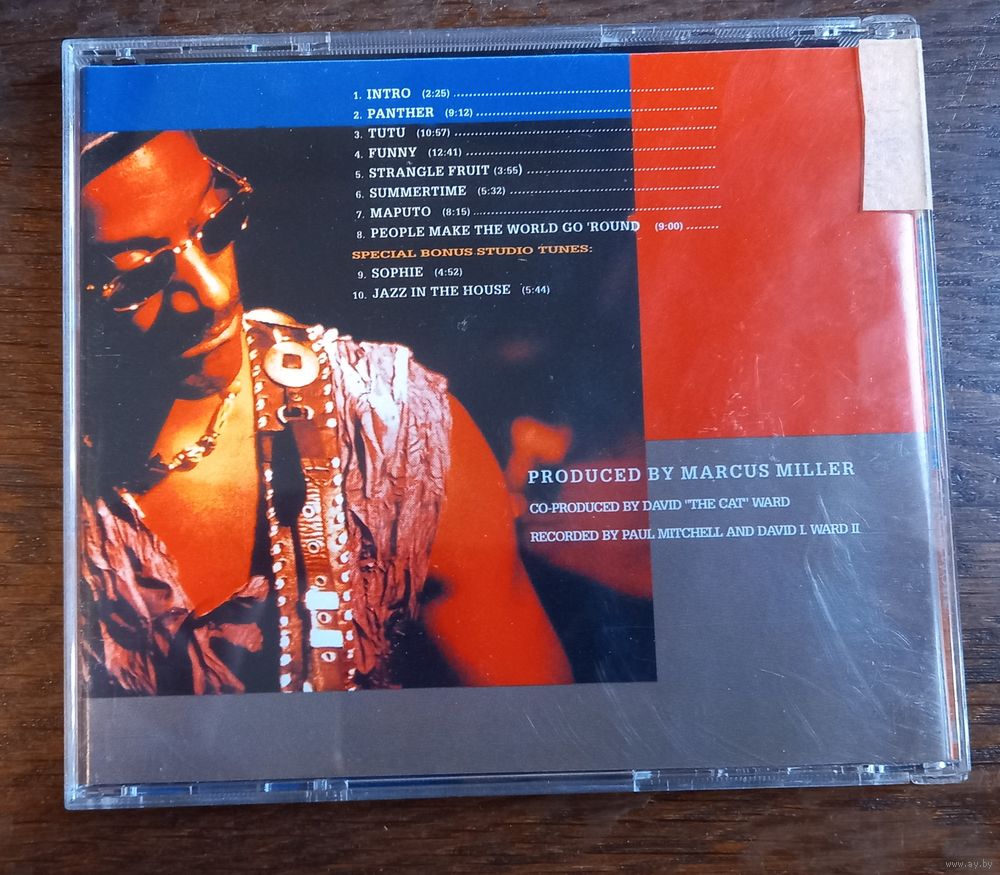 1. INTRO (2:25)
2. PANTHER (9:12)
3. TUTU (10:57)
4. FUNNY (12:41)
5. STRANGLE FRUIT (3:55)
6. SUMMERTIME (5:32)
7. MAPUTO (8:15)
8. PEOPLE MAKE THE WORLD GO 'ROUND (9:00)
SPECIAL BONUS STUDIO TUNES:
9. SOPHIE (4:52)
10. JAZZ IN THE HOUSE (5:44)
PRODUCED BY MARCUS MILLER
CO-PRODUCED BY DAVID "THE CAT" WARD
RECORDED BY PAUL MITCHELL AND DAVID I. WARD II
www.ay.by